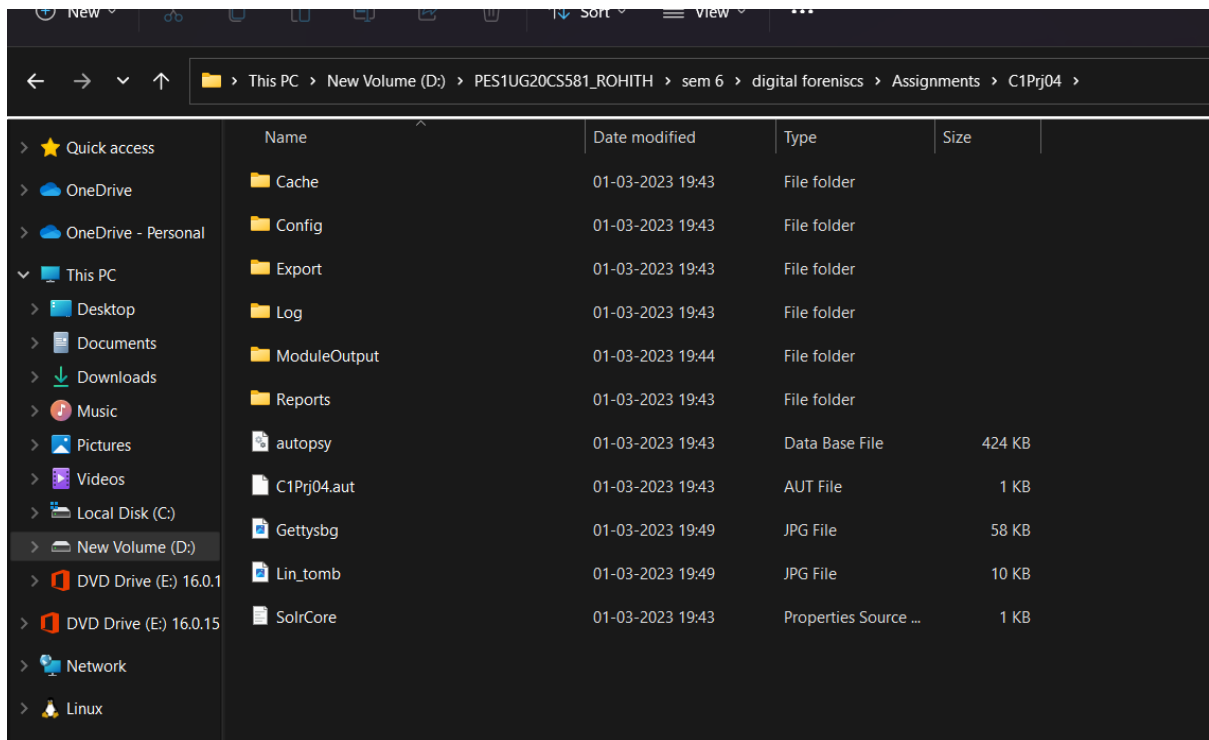 New Sort View •••
This PC > New Volume (D:) > PES1UG20CS581_ROHITH > sem 6 > digital foreniscs > Assignments > C1Prj04 >
Name Date modified Type Size
Quick access
OneDrive
OneDrive - Personal
This PC
Desktop
Documents
Downloads
Music
Pictures
Videos
Local Disk (C:)
New Volume (D:)
DVD Drive (E:) 16.0.1
DVD Drive (E:) 16.0.15
Network
Linux
Cache 01-03-2023 19:43 File folder
Config 01-03-2023 19:43 File folder
Export 01-03-2023 19:43 File folder
Log 01-03-2023 19:43 File folder
ModuleOutput 01-03-2023 19:44 File folder
Reports 01-03-2023 19:43 File folder
autopsy 01-03-2023 19:43 Data Base File 424 KB
C1Prj04.aut 01-03-2023 19:43 AUT File 1 KB
Gettysbg 01-03-2023 19:49 JPG File 58 KB
Lin_tomb 01-03-2023 19:49 JPG File 10 KB
SolrCore 01-03-2023 19:43 Properties Source ... 1 KB